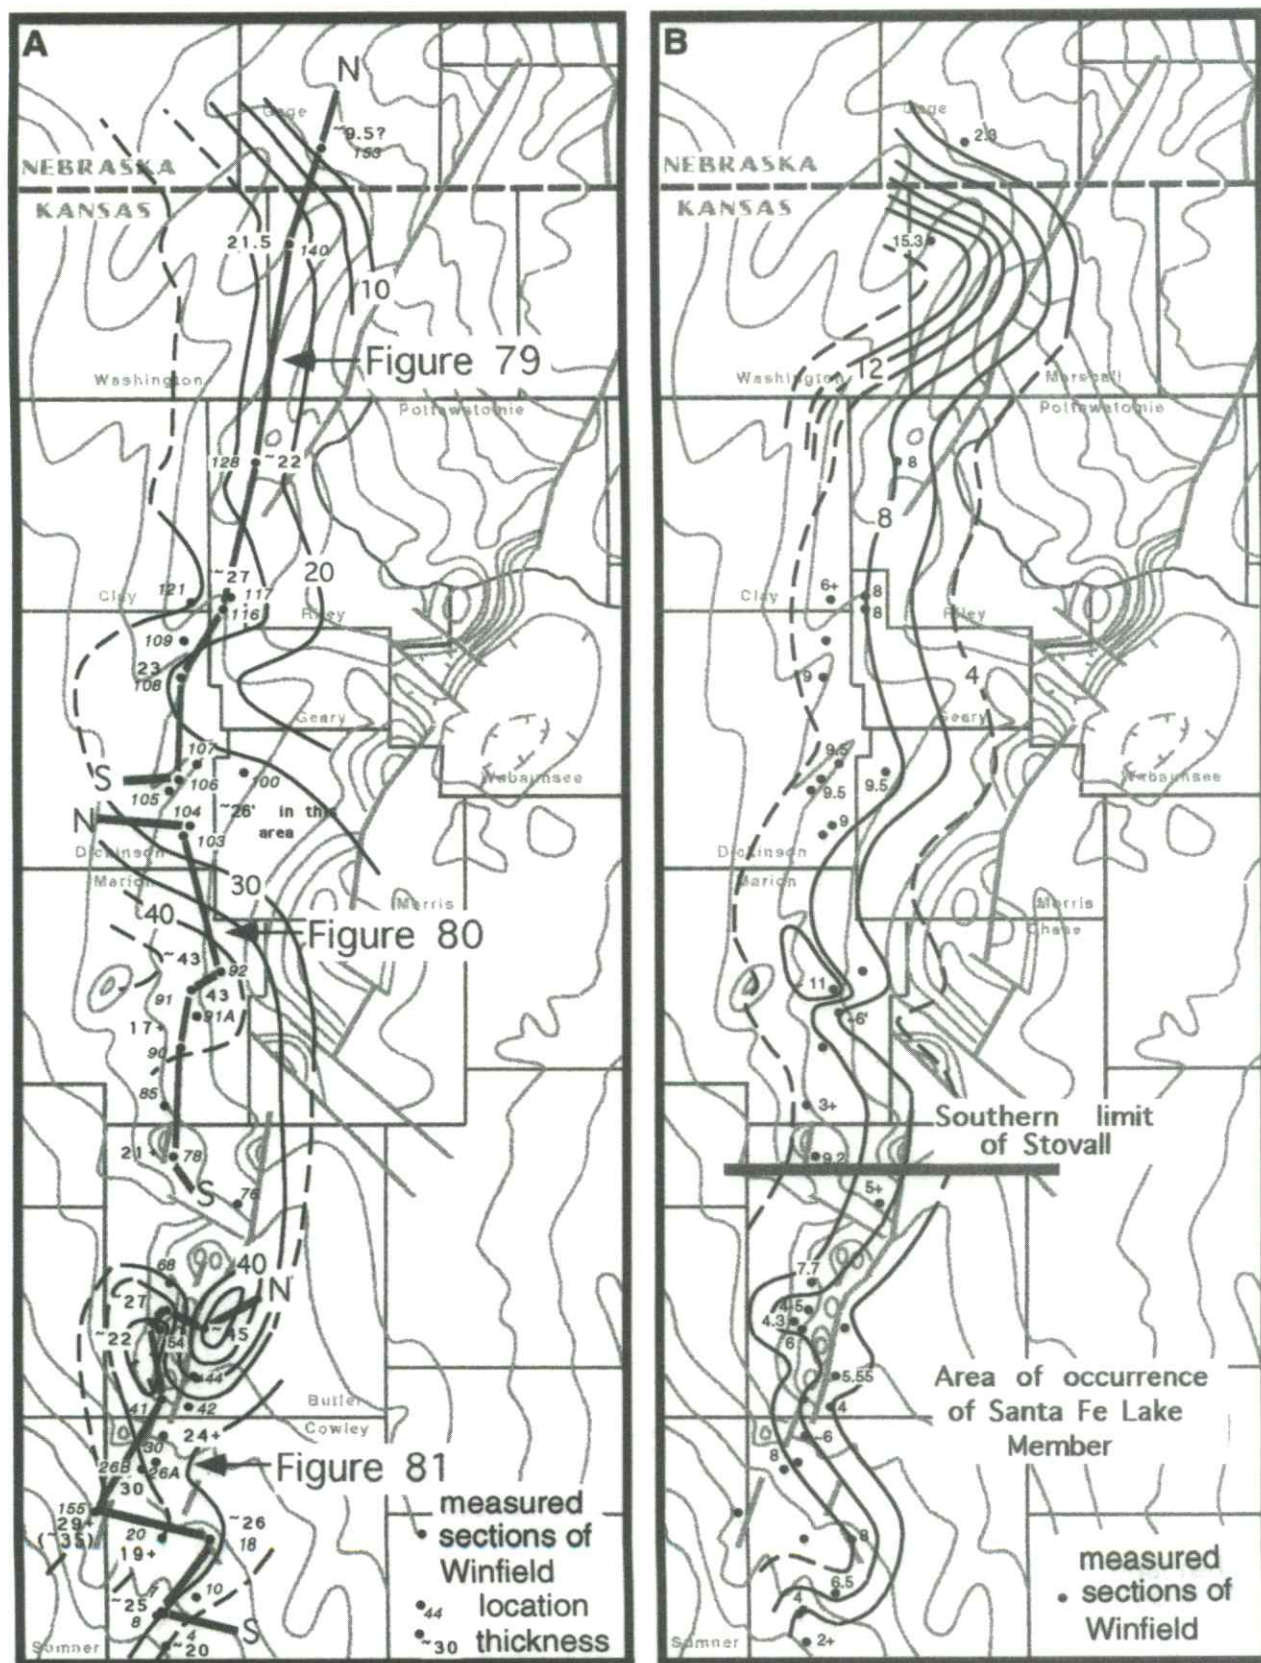 A
N
Gage
~9.5?
153
NEBRASKA
KANSAS
21.5
140
10
Figure 79
Washington
Pottawatomie
128
~22
~27
20
121
117
Clay
116
Riley
109
23
108
Geary
107
S
106
100
Wabaunsee
105
104
~26' in this
area
N
103
Dickinson
Marion
30
Morris
40
Figure 80
~43
92
91
43
91A
17+
90
85
21+
78
S
76
68
40
N
27
~22
54
~45
44
41
Butler
42
Cowley
24+
30
Figure 81
26B
26A
30
155
29+
(~35)
20
~26
18
19+
7
10
~25
8
S
4
~20
Sumner
measured
sections of
Winfield
44 location
~30 thickness
B
Gage
2.3
NEBRASKA
KANSAS
15.3
12
Washington
Marshall
Pottawatomie
8
8
6+
8
Clay
8
Riley
9
4
Geary
9.5
9.5
9.5
Wabaunsee
9
Dickinson
Marion
Morris
Chase
11
~6'
3+
Southern limit
of Stovall
9.2
5+
7.7
4-5
4.3
6
5.55
Area of occurrence
of Santa Fe Lake
Member
4
~6
8
8
6.5
4
2+
Sumner
measured
sections of
Winfield